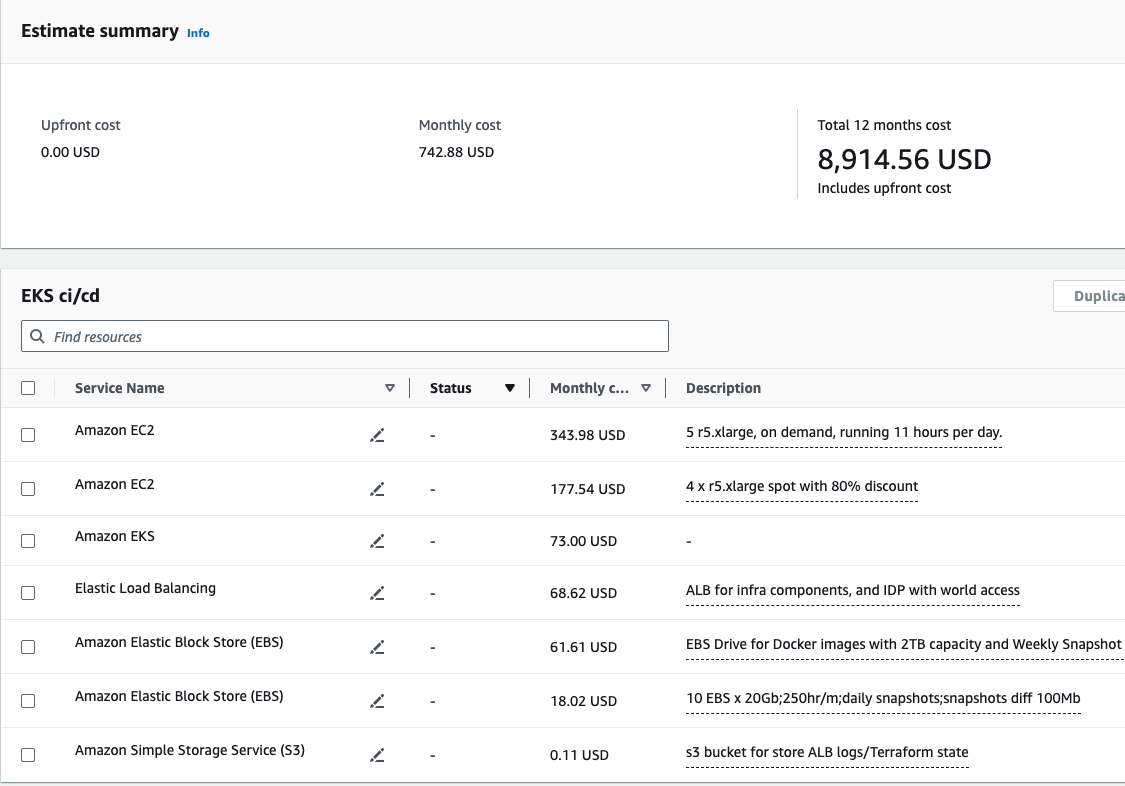 Estimate summary Info
Upfront cost Monthly cost Total 12 months cost
0.00 USD 742.88 USD 8,914.56 USD
Includes upfront cost
EKS ci/cd Duplica
Find resources
Service Name Status Monthly c... Description
Amazon EC2 - 343.98 USD 5 r5.xlarge, on demand, running 11 hours per day.
Amazon EC2 - 177.54 USD 4 x r5.xlarge spot with 80% discount
Amazon EKS - 73.00 USD -
Elastic Load Balancing - 68.62 USD ALB for infra components, and IDP with world access
Amazon Elastic Block Store (EBS) - 61.61 USD EBS Drive for Docker images with 2TB capacity and Weekly Snapshot
Amazon Elastic Block Store (EBS) - 18.02 USD 10 EBS x 20Gb;250hr/m;daily snapshots;snapshots diff 100Mb
Amazon Simple Storage Service (S3) - 0.11 USD s3 bucket for store ALB logs/Terraform state